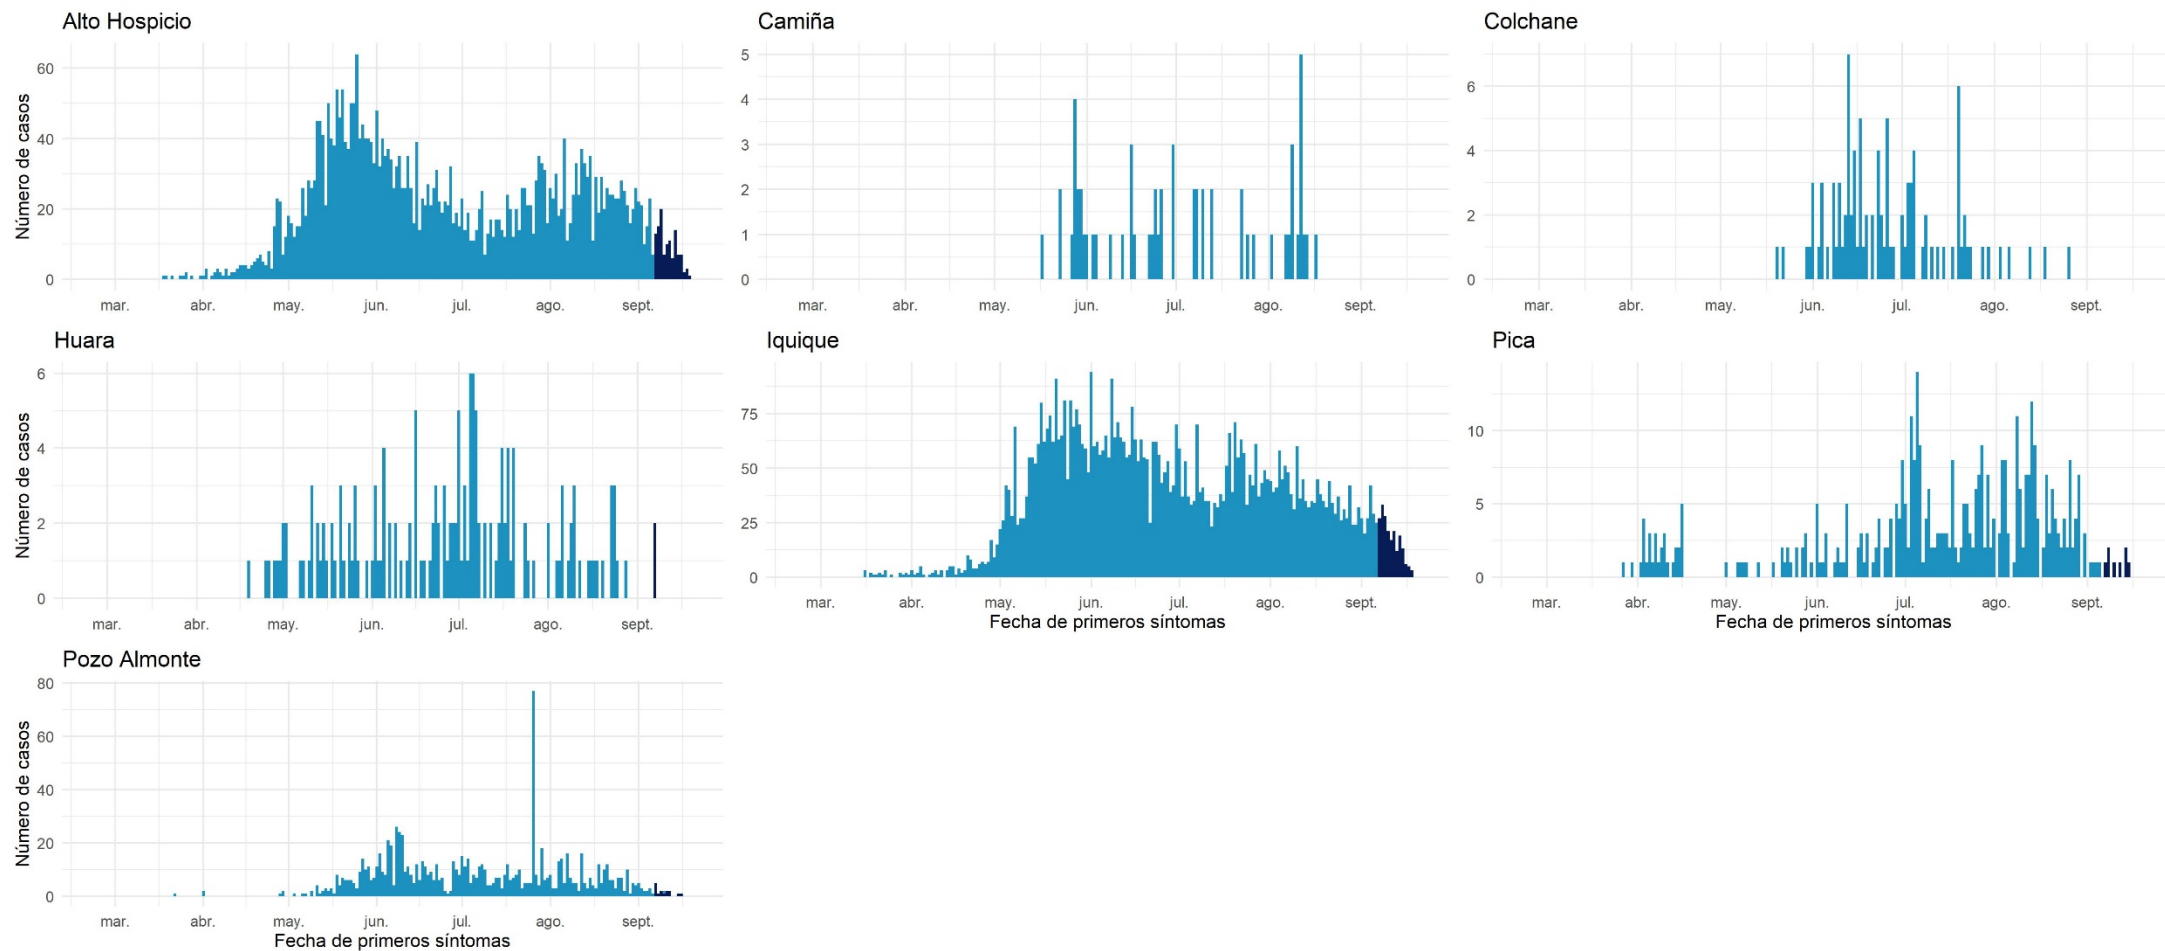 Alto Hospicio
Número de casos
60
40
20
0
mar. abr. may. jun. jul. ago. sept.
Camiña
5
4
3
2
1
0
mar. abr. may. jun. jul. ago. sept.
Colchane
6
4
2
0
mar. abr. may. jun. jul. ago. sept.
Huara
Número de casos
6
4
2
0
mar. abr. may. jun. jul. ago. sept.
Iquique
75
50
25
0
mar. abr. may. jun. jul. ago. sept.
Fecha de primeros síntomas
Pica
10
5
0
mar. abr. may. jun. jul. ago. sept.
Fecha de primeros síntomas
Pozo Almonte
Número de casos
80
60
40
20
0
mar. abr. may. jun. jul. ago. sept.
Fecha de primeros síntomas